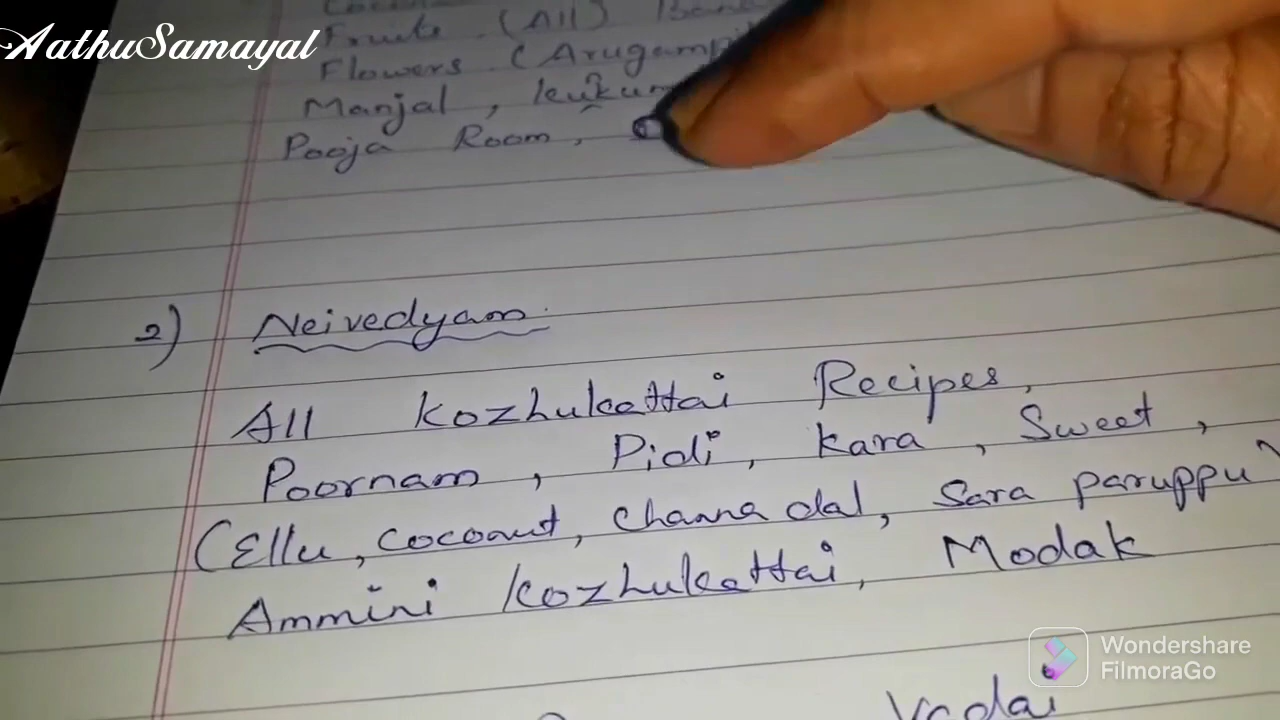 AathuSamayal
Fruits (All)
Flowers (Arugam
Manjal, kukum
Pooja Room,
2) Neivedyam
All kozhukattai Recipes,
Poornam, Pidi, kara, Sweet,
(Ellu, cocoaut, channa dal, Sara paruppu)
Ammini kozhukattai, Modak
Vadai
Wondershare
FilmoraGo